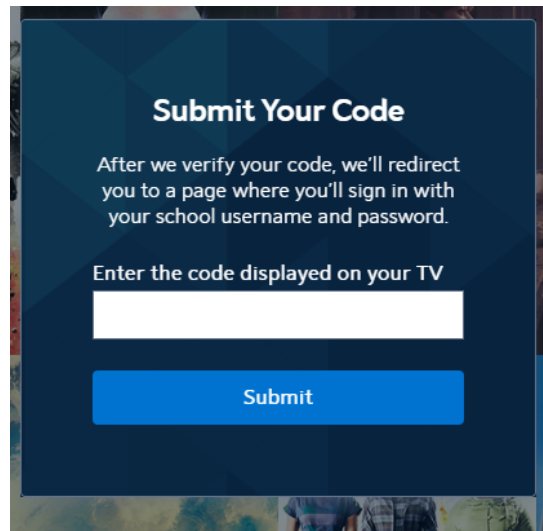 Submit Your Code
After we verify your code, we'll redirect
you to a page where you'll sign in with
your school username and password.
Enter the code displayed on your TV
Submit